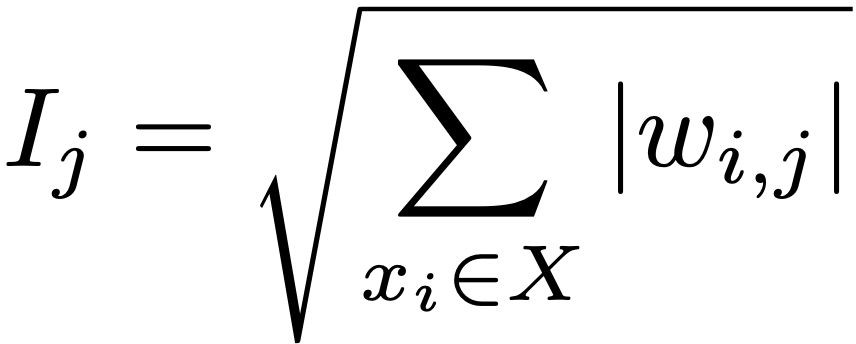 I_j = \sqrt{\sum_{x_i \in X} |w_{i,j}|}